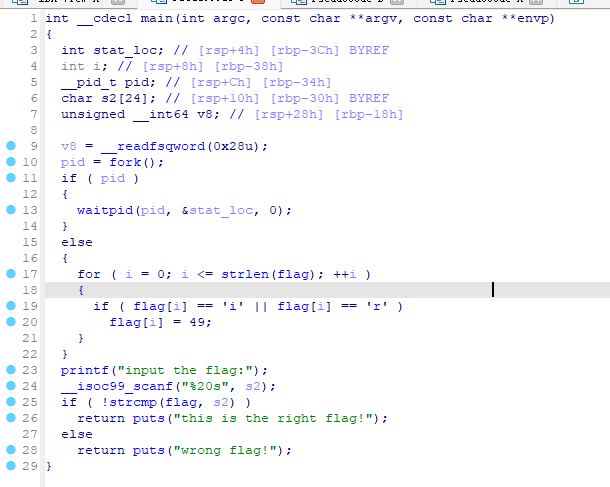 1 int __cdecl main(int argc, const char **argv, const char **envp)
2 {
3 int stat_loc; // [rsp+4h] [rbp-3Ch] BYREF
4 int i; // [rsp+8h] [rbp-38h]
5 __pid_t pid; // [rsp+Ch] [rbp-34h]
6 char s2[24]; // [rsp+10h] [rbp-30h] BYREF
7 unsigned __int64 v8; // [rsp+28h] [rbp-18h]
8
9 v8 = __readfsqword(0x28u);
10 pid = fork();
11 if ( pid )
12 {
13 waitpid(pid, &stat_loc, 0);
14 }
15 else
16 {
17 for ( i = 0; i <= strlen(flag); ++i )
18 {
19 if ( flag[i] == 'i' || flag[i] == 'r' )
20 flag[i] = 49;
21 }
22 }
23 printf("input the flag:");
24 __isoc99_scanf("%20s", s2);
25 if ( !strcmp(flag, s2) )
26 return puts("this is the right flag!");
27 else
28 return puts("wrong flag!");
29 }